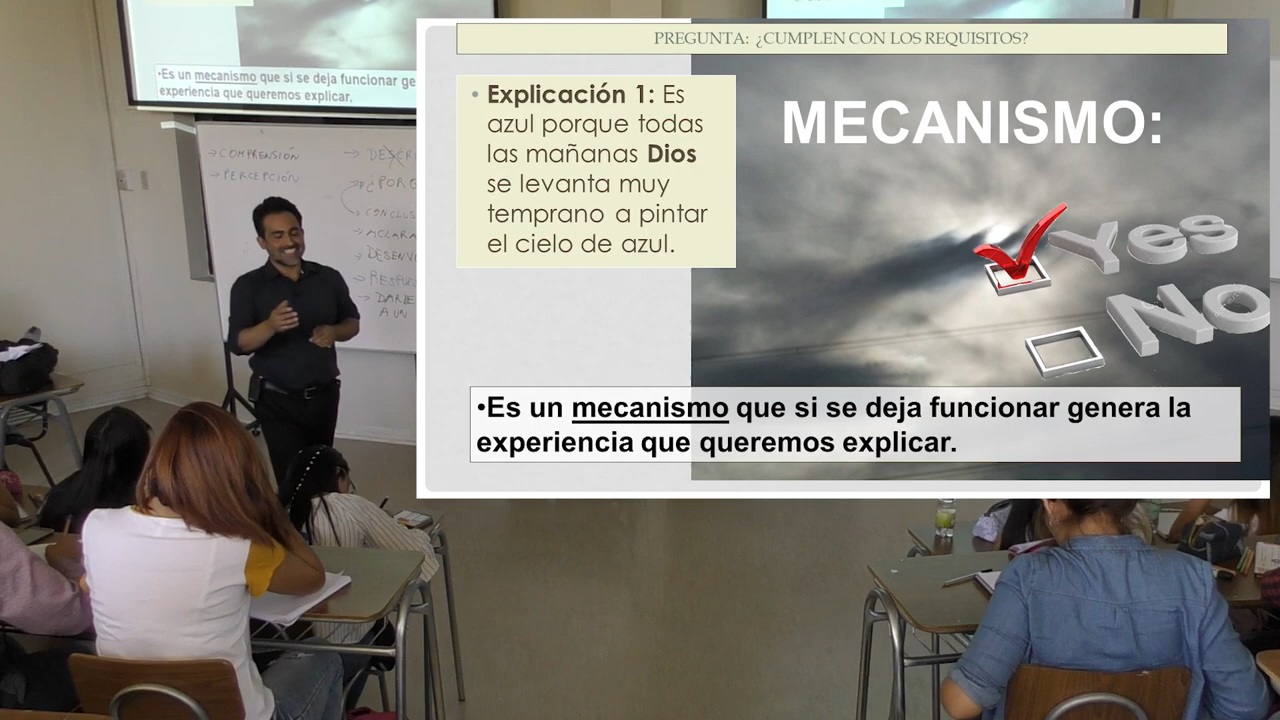 •Es un mecanismo que si se deja funcionar ge
experiencia que queremos explicar.
→COMPRENSIÓN
→PERCEPCIÓN
→ DESCRI
→¿POR
→ CONCLUS
→ ACLARA
→ DESENV
→ RESPUE
→ DARLE
A UN
PREGUNTA: ¿CUMPLEN CON LOS REQUISITOS?
• Explicación 1: Es
azul porque todas
las mañanas Dios
se levanta muy
temprano a pintar
el cielo de azul.
MECANISMO:
Yes
No
•Es un mecanismo que si se deja funcionar genera la
experiencia que queremos explicar.